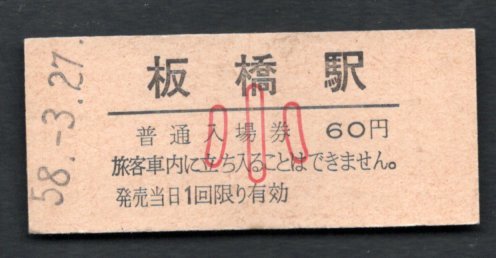 58.-3.27.
板橋駅
普通入場券 60円
小
旅客車内に立ち入ることはできません。
発売当日1回限り有効